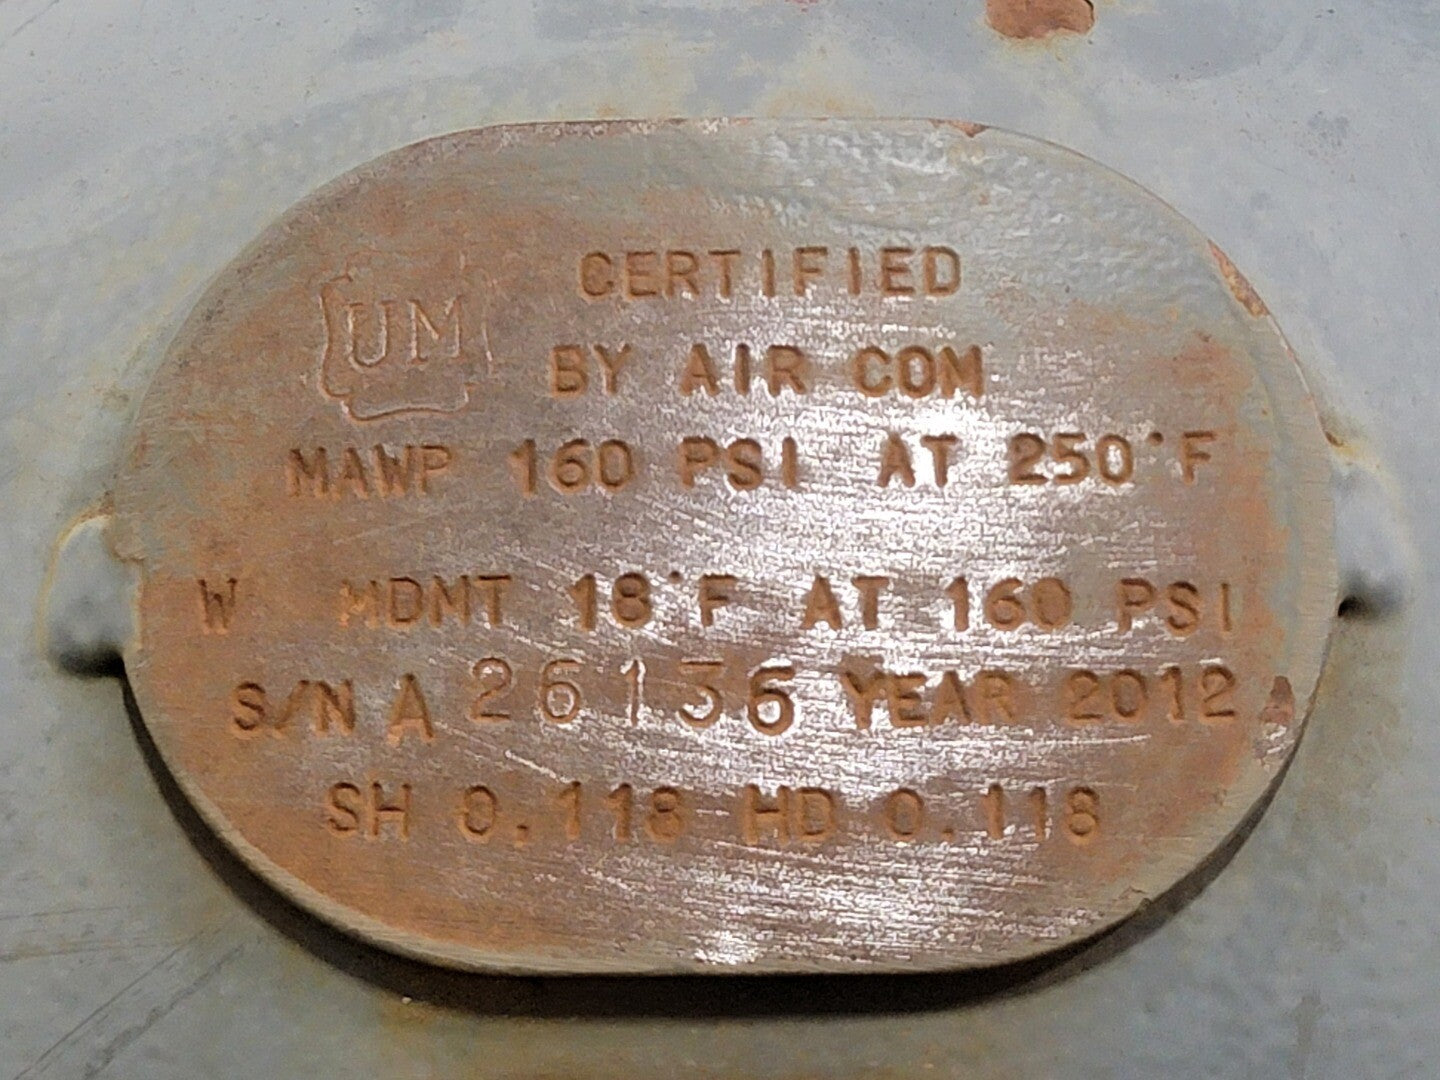 UM
CERTIFIED
BY AIR COM
MAWP 160 PSI AT 250°F
W MDMT 18°F AT 160 PSI
S/N A 26136 YEAR 2012
SH 0.118 HD 0.118